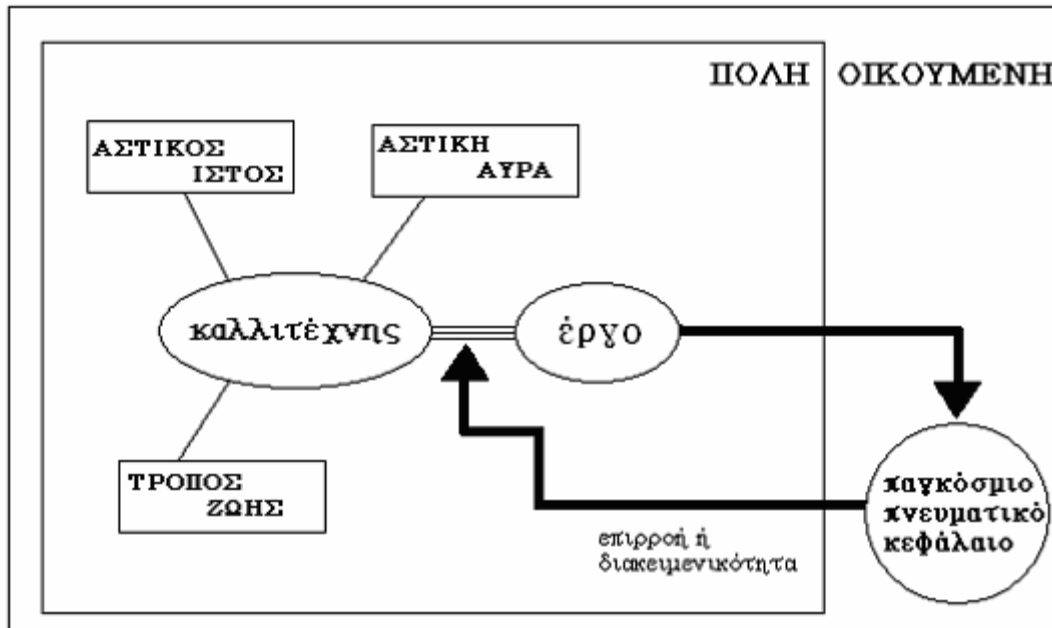 ΠΟΛΗ
ΟΙΚΟΥΜΕΝΗ
ΑΣΤΙΚΟΣ
ΙΣΤΟΣ
ΑΣΤΙΚΗ
ΑΥΡΑ
καλλιτέχνης
έργο
ΤΡΟΠΟΣ
ΖΩΗΣ
επιρροή ή
διακειμενικότητα
παγκόσμιο
πνευματικό
κεφάλαιο